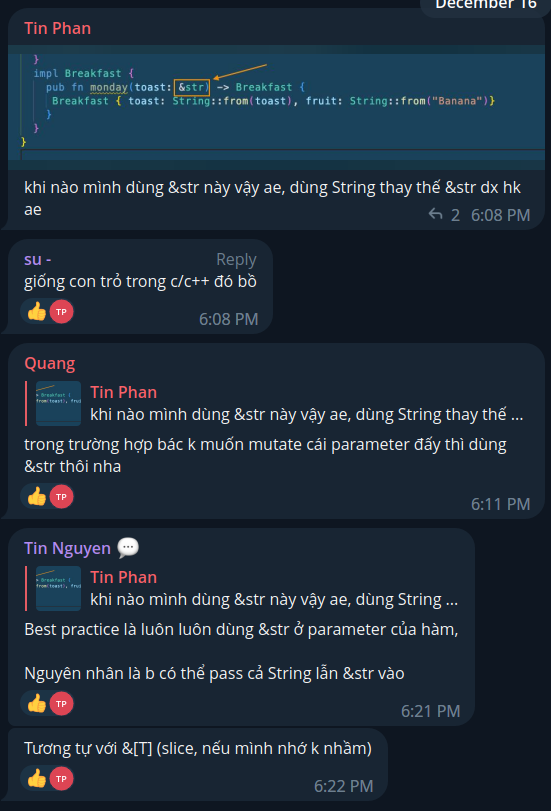 December 16
Tin Phan
}
impl Breakfast {
pub fn monday(toast: &str) -> Breakfast {
Breakfast { toast: String::from(toast), fruit: String::from("Banana")}
}
}
}
khi nào mình dùng &str này vậy ae, dùng String thay thế &str dx hk
ae
2 6:08 PM
su -
Reply
giống con trỏ trong c/c++ đó bồ
👍 TP
6:08 PM
Quang
Tin Phan
khi nào mình dùng &str này vậy ae, dùng String thay thế ...
trong trường hợp bác k muốn mutate cái parameter đấy thì dùng
&str thôi nha
👍 TP
6:11 PM
Tin Nguyen 💬
Tin Phan
khi nào mình dùng &str này vậy ae, dùng String ...
Best practice là luôn luôn dùng &str ở parameter của hàm,
Nguyên nhân là b có thể pass cả String lẫn &str vào
👍 TP
6:21 PM
Tương tự với &[T] (slice, nếu mình nhớ k nhầm)
👍 TP
6:22 PM